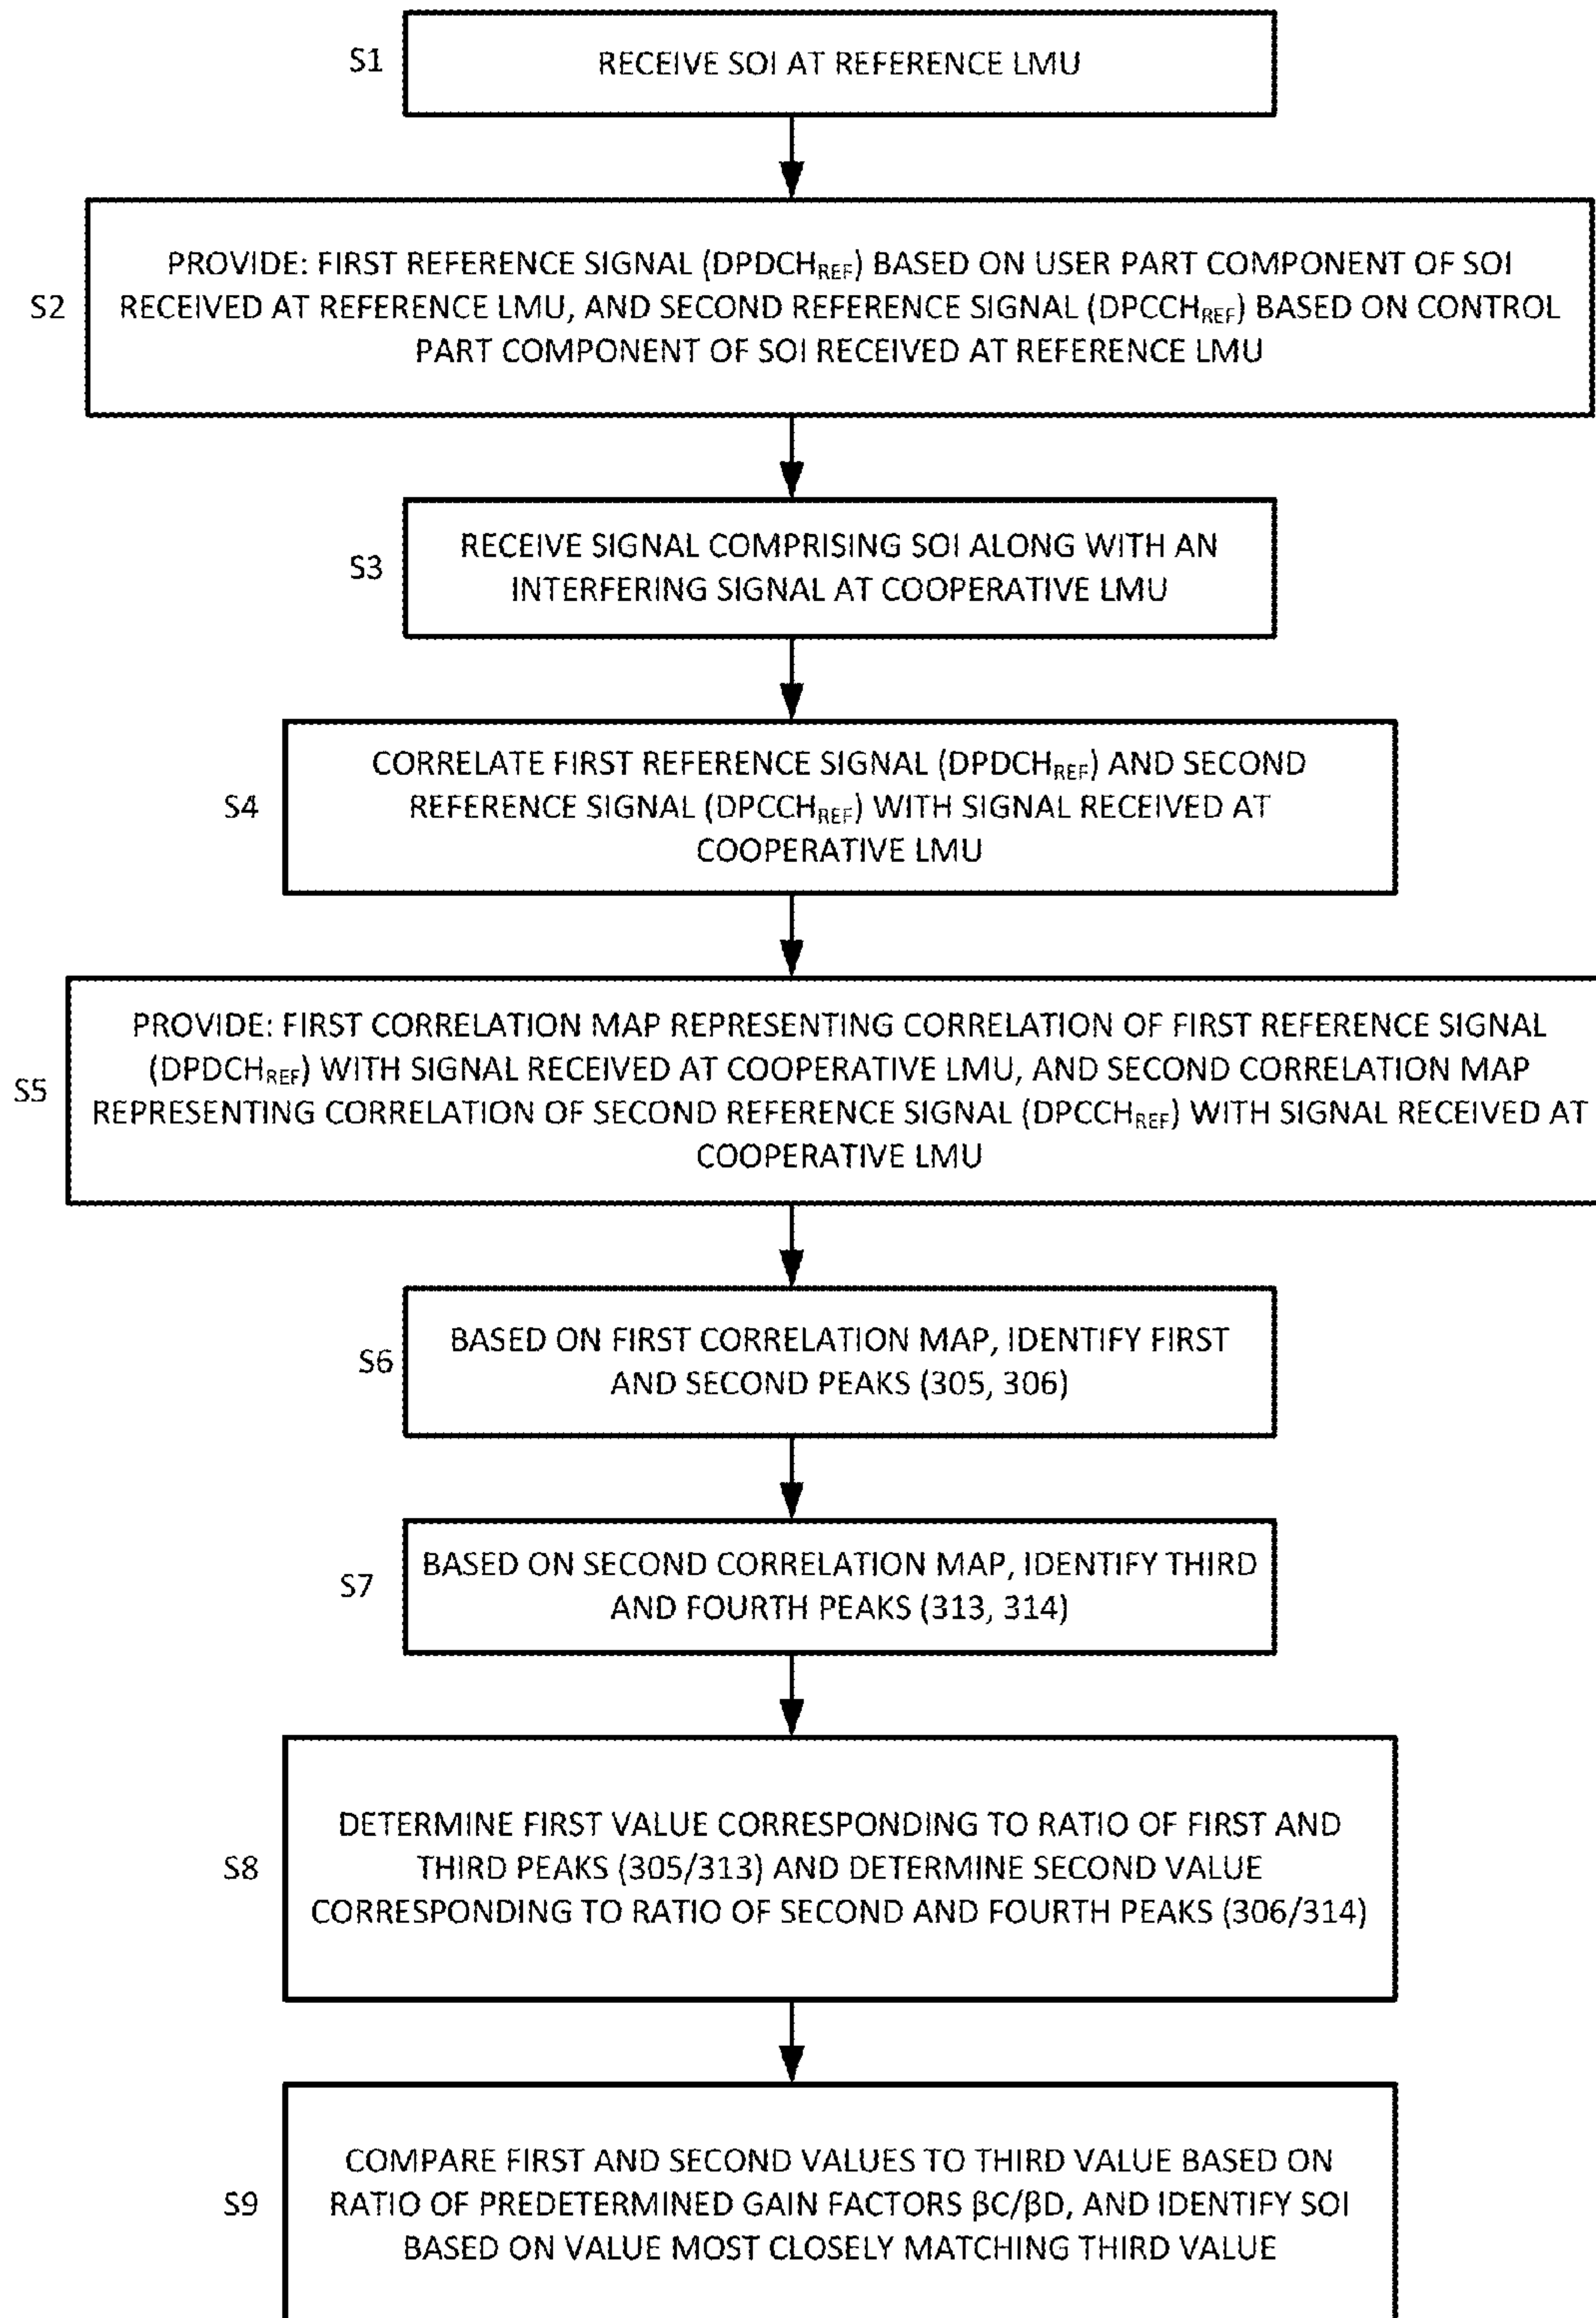 S1
RECEIVE SOI AT REFERENCE LMU
S2
PROVIDE: FIRST REFERENCE SIGNAL (DPDCHREF) BASED ON USER PART COMPONENT OF SOI
RECEIVED AT REFERENCE LMU, AND SECOND REFERENCE SIGNAL (DPCCHREF) BASED ON CONTROL
PART COMPONENT OF SOI RECEIVED AT REFERENCE LMU
S3
RECEIVE SIGNAL COMPRISING SOI ALONG WITH AN
INTERFERING SIGNAL AT COOPERATIVE LMU
S4
CORRELATE FIRST REFERENCE SIGNAL (DPDCHREF) AND SECOND
REFERENCE SIGNAL (DPCCHREF) WITH SIGNAL RECEIVED AT
COOPERATIVE LMU
S5
PROVIDE: FIRST CORRELATION MAP REPRESENTING CORRELATION OF FIRST REFERENCE SIGNAL
(DPDCHREF) WITH SIGNAL RECEIVED AT COOPERATIVE LMU, AND SECOND CORRELATION MAP
REPRESENTING CORRELATION OF SECOND REFERENCE SIGNAL (DPCCHREF) WITH SIGNAL RECEIVED AT
COOPERATIVE LMU
S6
BASED ON FIRST CORRELATION MAP, IDENTIFY FIRST
AND SECOND PEAKS (305, 306)
S7
BASED ON SECOND CORRELATION MAP, IDENTIFY THIRD
AND FOURTH PEAKS (313, 314)
S8
DETERMINE FIRST VALUE CORRESPONDING TO RATIO OF FIRST AND
THIRD PEAKS (305/313) AND DETERMINE SECOND VALUE
CORRESPONDING TO RATIO OF SECOND AND FOURTH PEAKS (306/314)
S9
COMPARE FIRST AND SECOND VALUES TO THIRD VALUE BASED ON
RATIO OF PREDETERMINED GAIN FACTORS βC/βD, AND IDENTIFY SOI
BASED ON VALUE MOST CLOSELY MATCHING THIRD VALUE